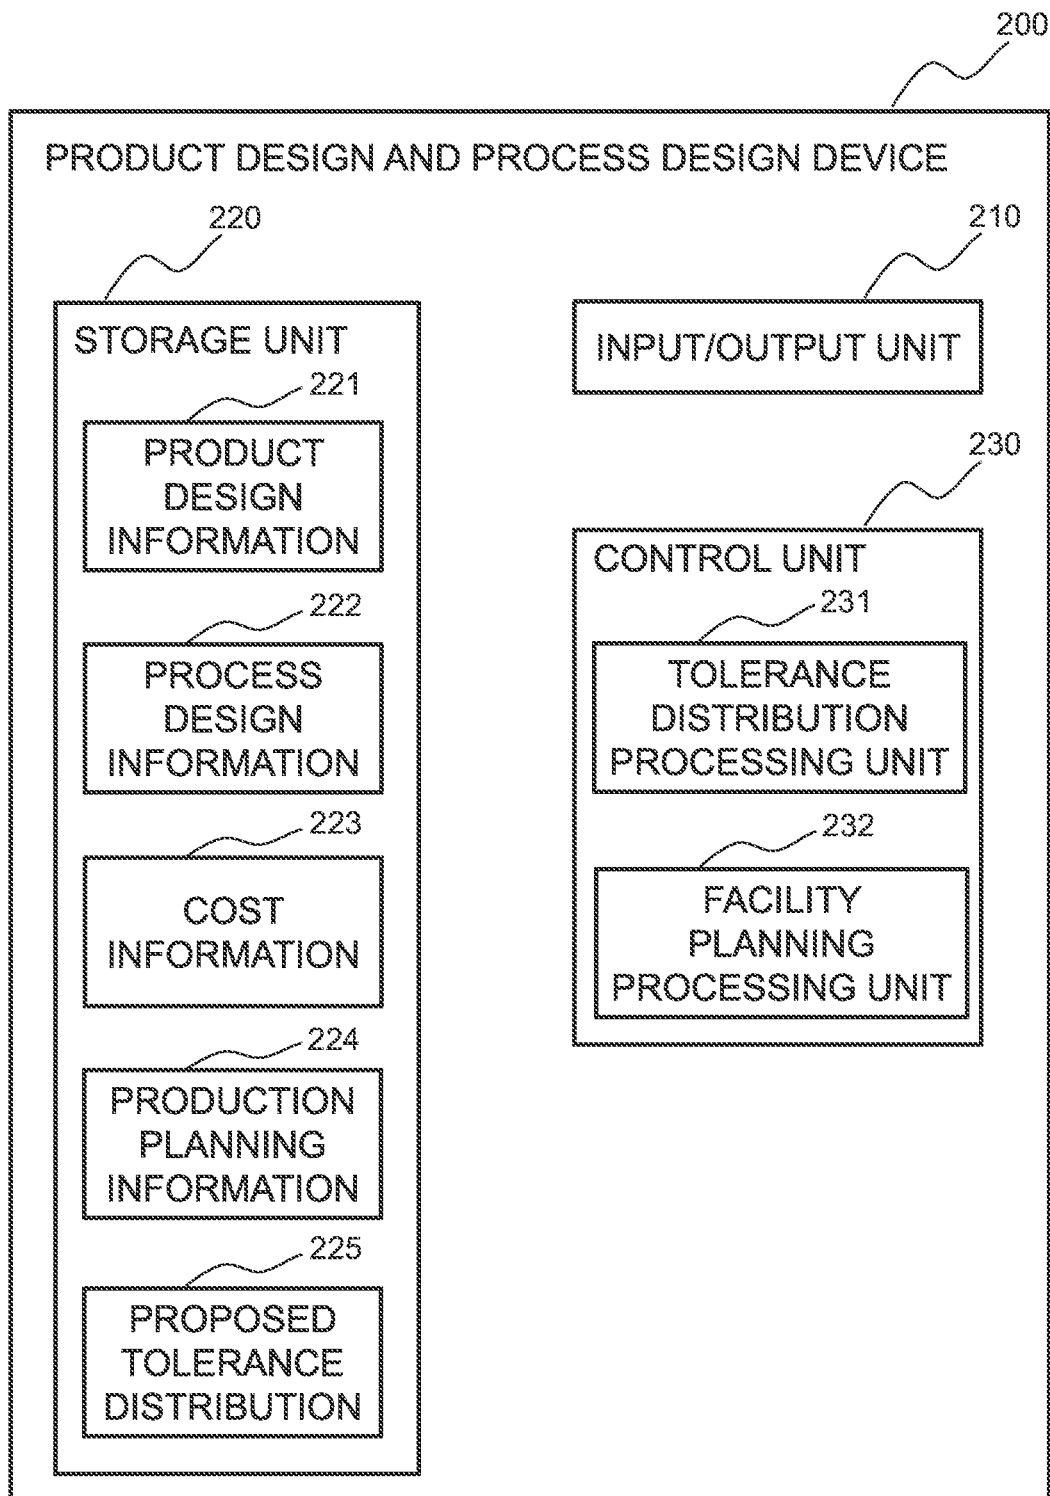 200
PRODUCT DESIGN AND PROCESS DESIGN DEVICE
220
STORAGE UNIT
221
PRODUCT
DESIGN
INFORMATION
222
PROCESS
DESIGN
INFORMATION
223
COST
INFORMATION
224
PRODUCTION
PLANNING
INFORMATION
225
PROPOSED
TOLERANCE
DISTRIBUTION
210
INPUT/OUTPUT UNIT
230
CONTROL UNIT
231
TOLERANCE
DISTRIBUTION
PROCESSING UNIT
232
FACILITY
PLANNING
PROCESSING UNIT